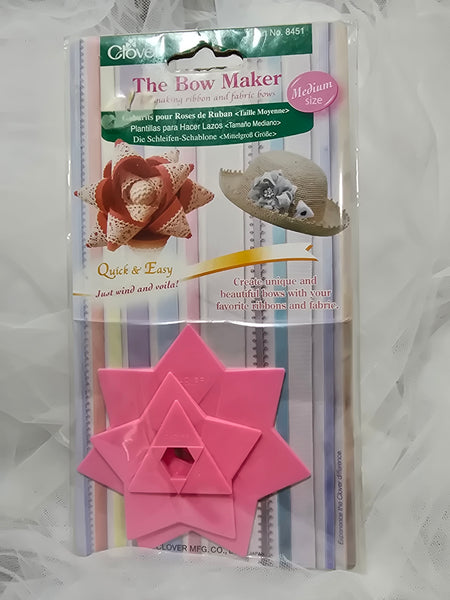 Clover
No. 8451
The Bow Maker
making ribbon and fabric bows
Medium
size
Gabarits pour Roses de Ruban <Taille Moyenne>
Plantillas para Hacer Lazos <Tamaño Mediano>
Die Schleifen-Schablone <Mittelgroß Größe>
Quick & Easy
Just wind and voila!
Create unique and
beautiful bows with your
favorite ribbons and fabric.
Experience the Clover difference.
CLOVER MFG. CO.,
JAPAN